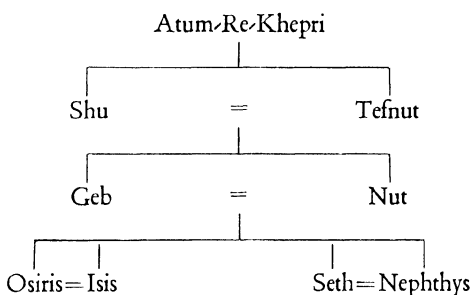 Atum-Re-Khepri
Shu = Tefnut
Geb = Nut
Osiris=Isis Seth=Nephthys